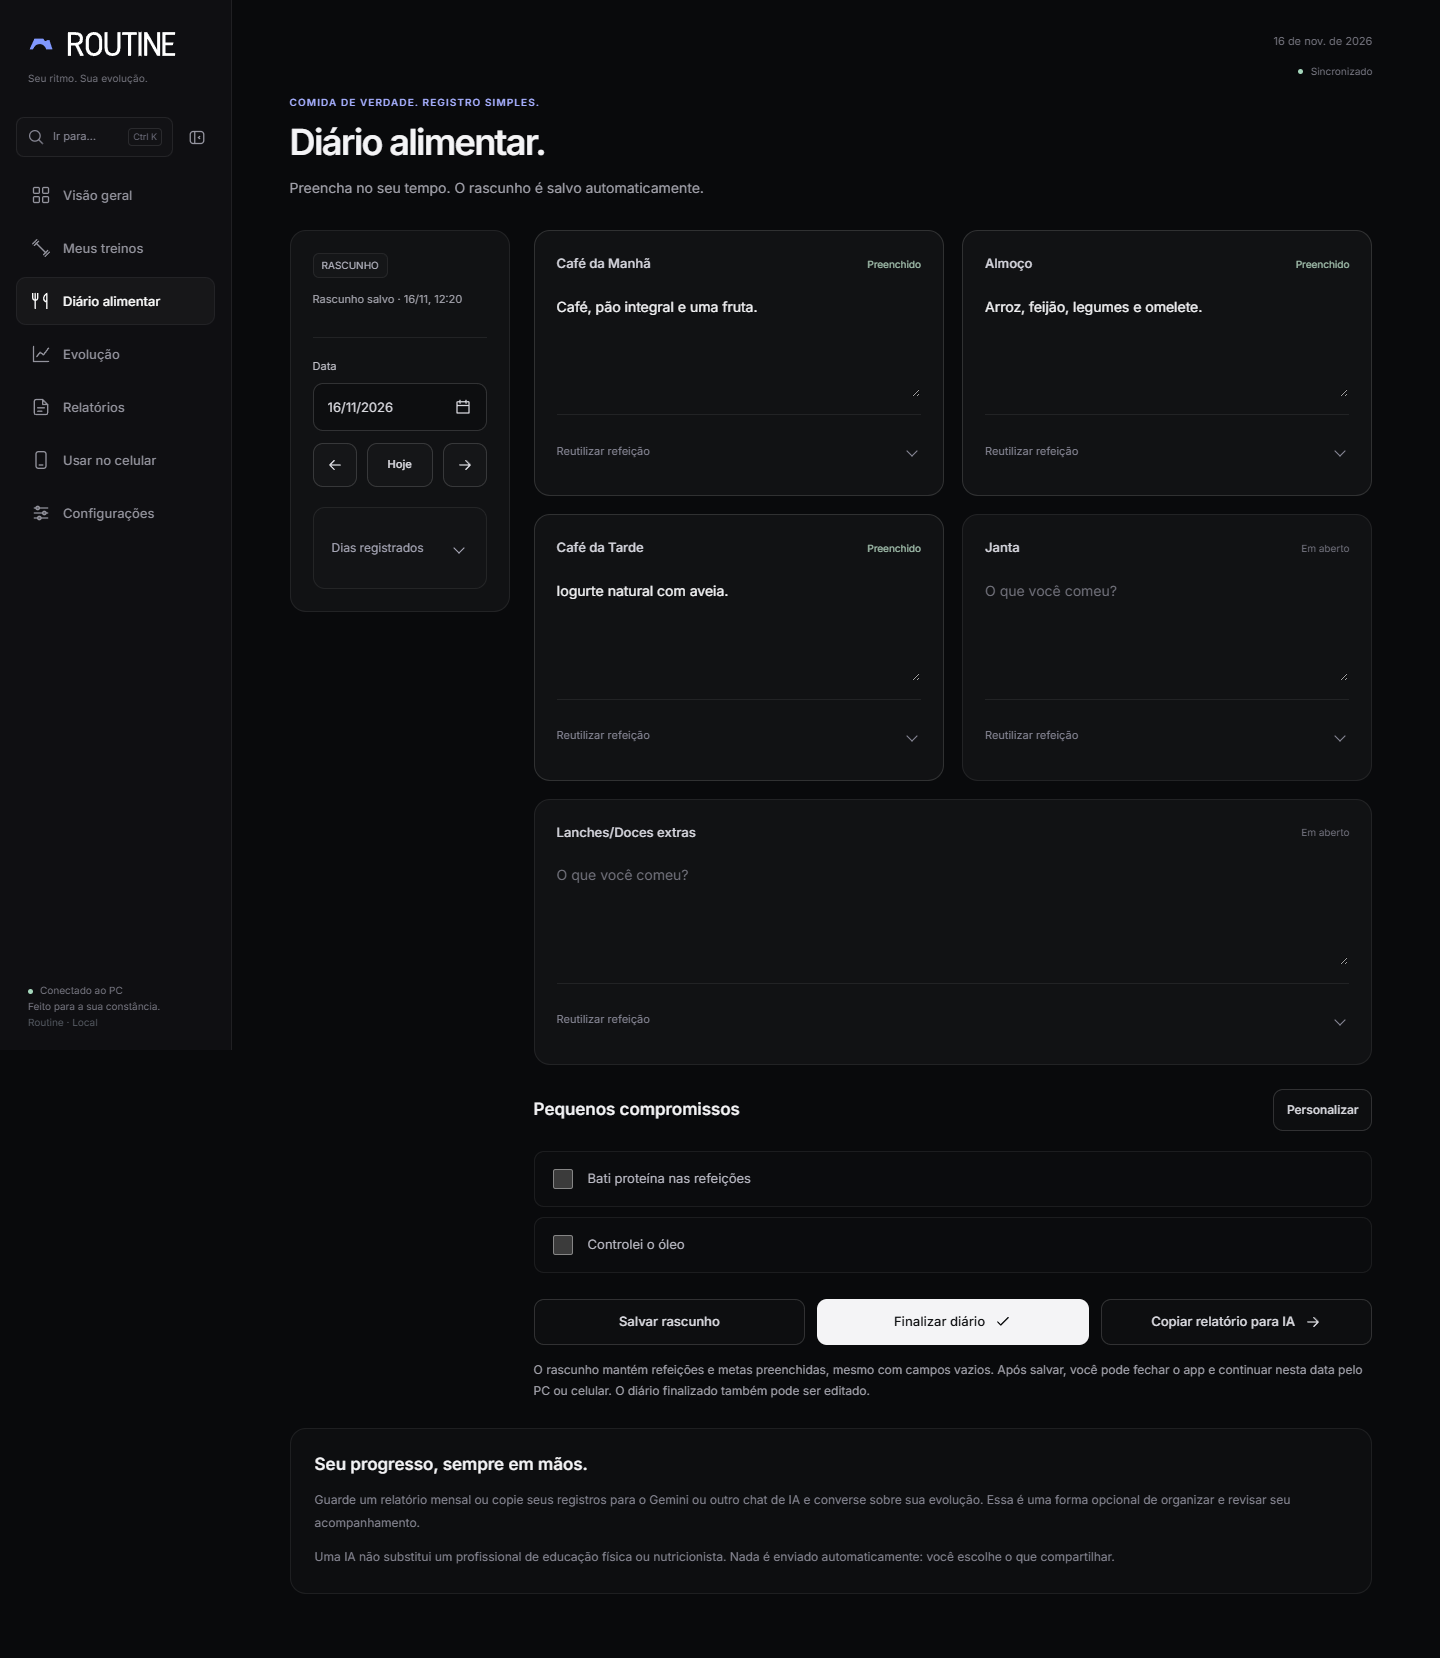 ROUTINE
Seu ritmo. Sua evolução.
Ir para...
Ctrl K
Visão geral
Meus treinos
Diário alimentar
Evolução
Relatórios
Usar no celular
Configurações
Conectado ao PC
Feito para a sua constância.
Routine · Local
16 de nov. de 2026
Sincronizado
COMIDA DE VERDADE. REGISTRO SIMPLES.
Diário alimentar.
Preencha no seu tempo. O rascunho é salvo automaticamente.
RASCUNHO
Rascunho salvo · 16/11, 12:20
Data
16/11/2026
Hoje
Dias registrados
Café da Manhã
Preenchido
Café, pão integral e uma fruta.
Reutilizar refeição
Almoço
Preenchido
Arroz, feijão, legumes e omelete.
Reutilizar refeição
Café da Tarde
Preenchido
Iogurte natural com aveia.
Reutilizar refeição
Janta
Em aberto
O que você comeu?
Reutilizar refeição
Lanches/Doces extras
Em aberto
O que você comeu?
Reutilizar refeição
Pequenos compromissos
Personalizar
Bati proteína nas refeições
Controlei o óleo
Salvar rascunho
Finalizar diário
Copiar relatório para IA
O rascunho mantém refeições e metas preenchidas, mesmo com campos vazios. Após salvar, você pode fechar o app e continuar nesta data pelo
PC ou celular. O diário finalizado também pode ser editado.
Seu progresso, sempre em mãos.
Guarde um relatório mensal ou copie seus registros para o Gemini ou outro chat de IA e converse sobre sua evolução. Essa é uma forma opcional de organizar e revisar seu
acompanhamento.
Uma IA não substitui um profissional de educação física ou nutricionista. Nada é enviado automaticamente: você escolhe o que compartilhar.